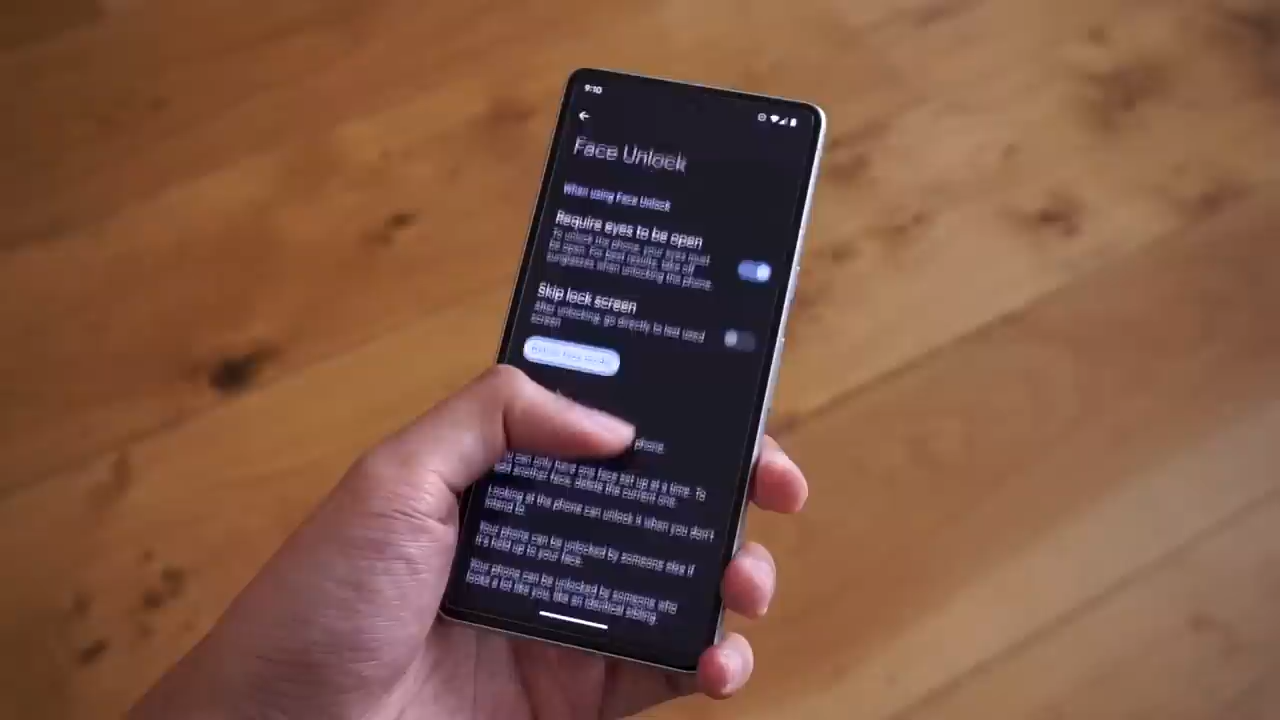 9:10
Face Unlock
When using Face Unlock
Require eyes to be open
To unlock the phone, your eyes must
be open. For best results, take off
sunglasses when unlocking the phone.
Skip lock screen
After unlocking, go directly to last used
screen
phone.
can only have one face set up at a time. To
add another face, delete the current one.
Looking at the phone can unlock it when you don't
intend to.
Your phone can be unlocked by someone else if
it's held up to your face.
Your phone can be unlocked by someone who
looks a lot like you, like an identical sibling.